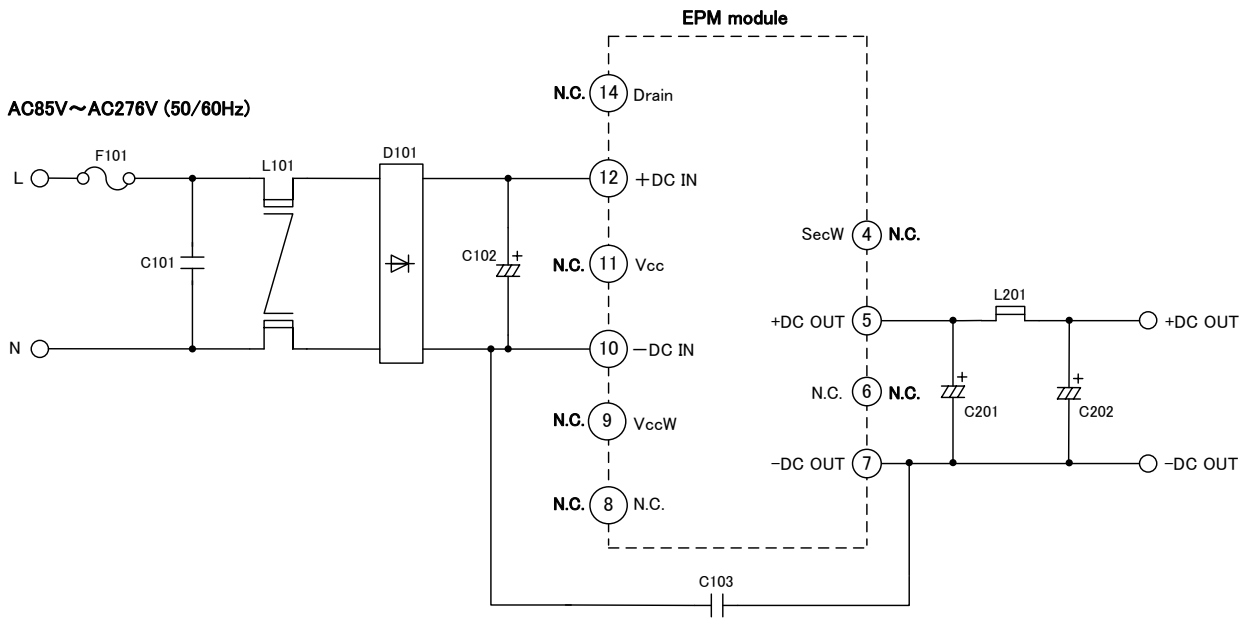 EPM module
N.C. 14 Drain
AC85V～AC276V (50/60Hz)
F101
L101
D101
L
12 ＋DC IN
SecW 4 N.C.
C101
C102 +
N.C. 11 Vcc
L201
+DC OUT 5
+DC OUT
N
10 －DC IN
N.C. 6 N.C.
+
C201
+
C202
N.C. 9 VccW
－DC OUT 7
－DC OUT
N.C. 8 N.C.
C103